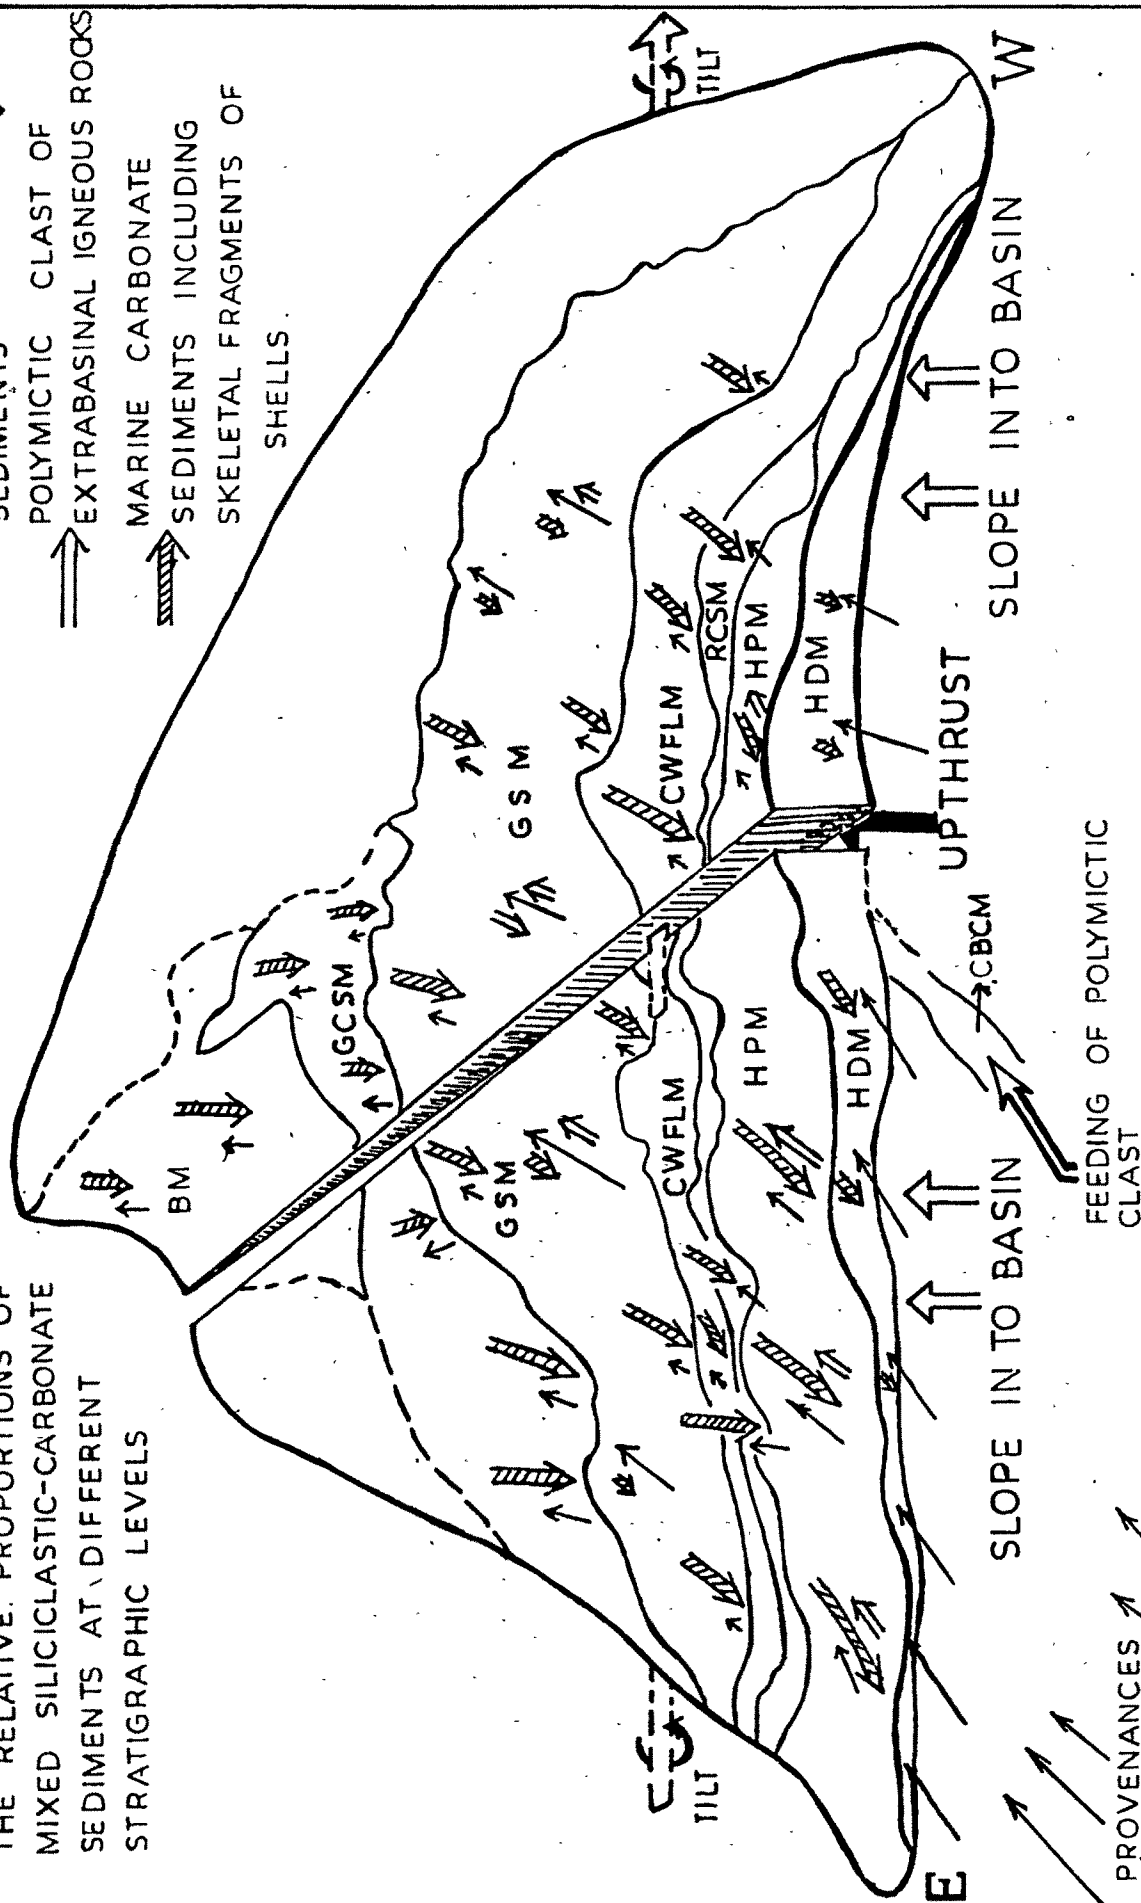 THE RELATIVE PROPORTIONS OF
MIXED SILICICLASTIC-CARBONATE
SEDIMENTS AT DIFFERENT
STRATIGRAPHIC LEVELS
SEDIMENTS
POLYMICTIC CLAST OF
EXTRABASINAL IGNEOUS ROCKS
MARINE CARBONATE
SEDIMENTS INCLUDING
SKELETAL FRAGMENTS OF
SHELLS.
BM
GCSM
GSM
GSM
TILT
TILT
CWFLM
CWFLM
RCSM
HPM
HPM
HDM
HDM
E
W
UPTHRUST
CBCM
SLOPE IN TO BASIN
SLOPE INTO BASIN
FEEDING OF POLYMICTIC
CLAST
PROVENANCES